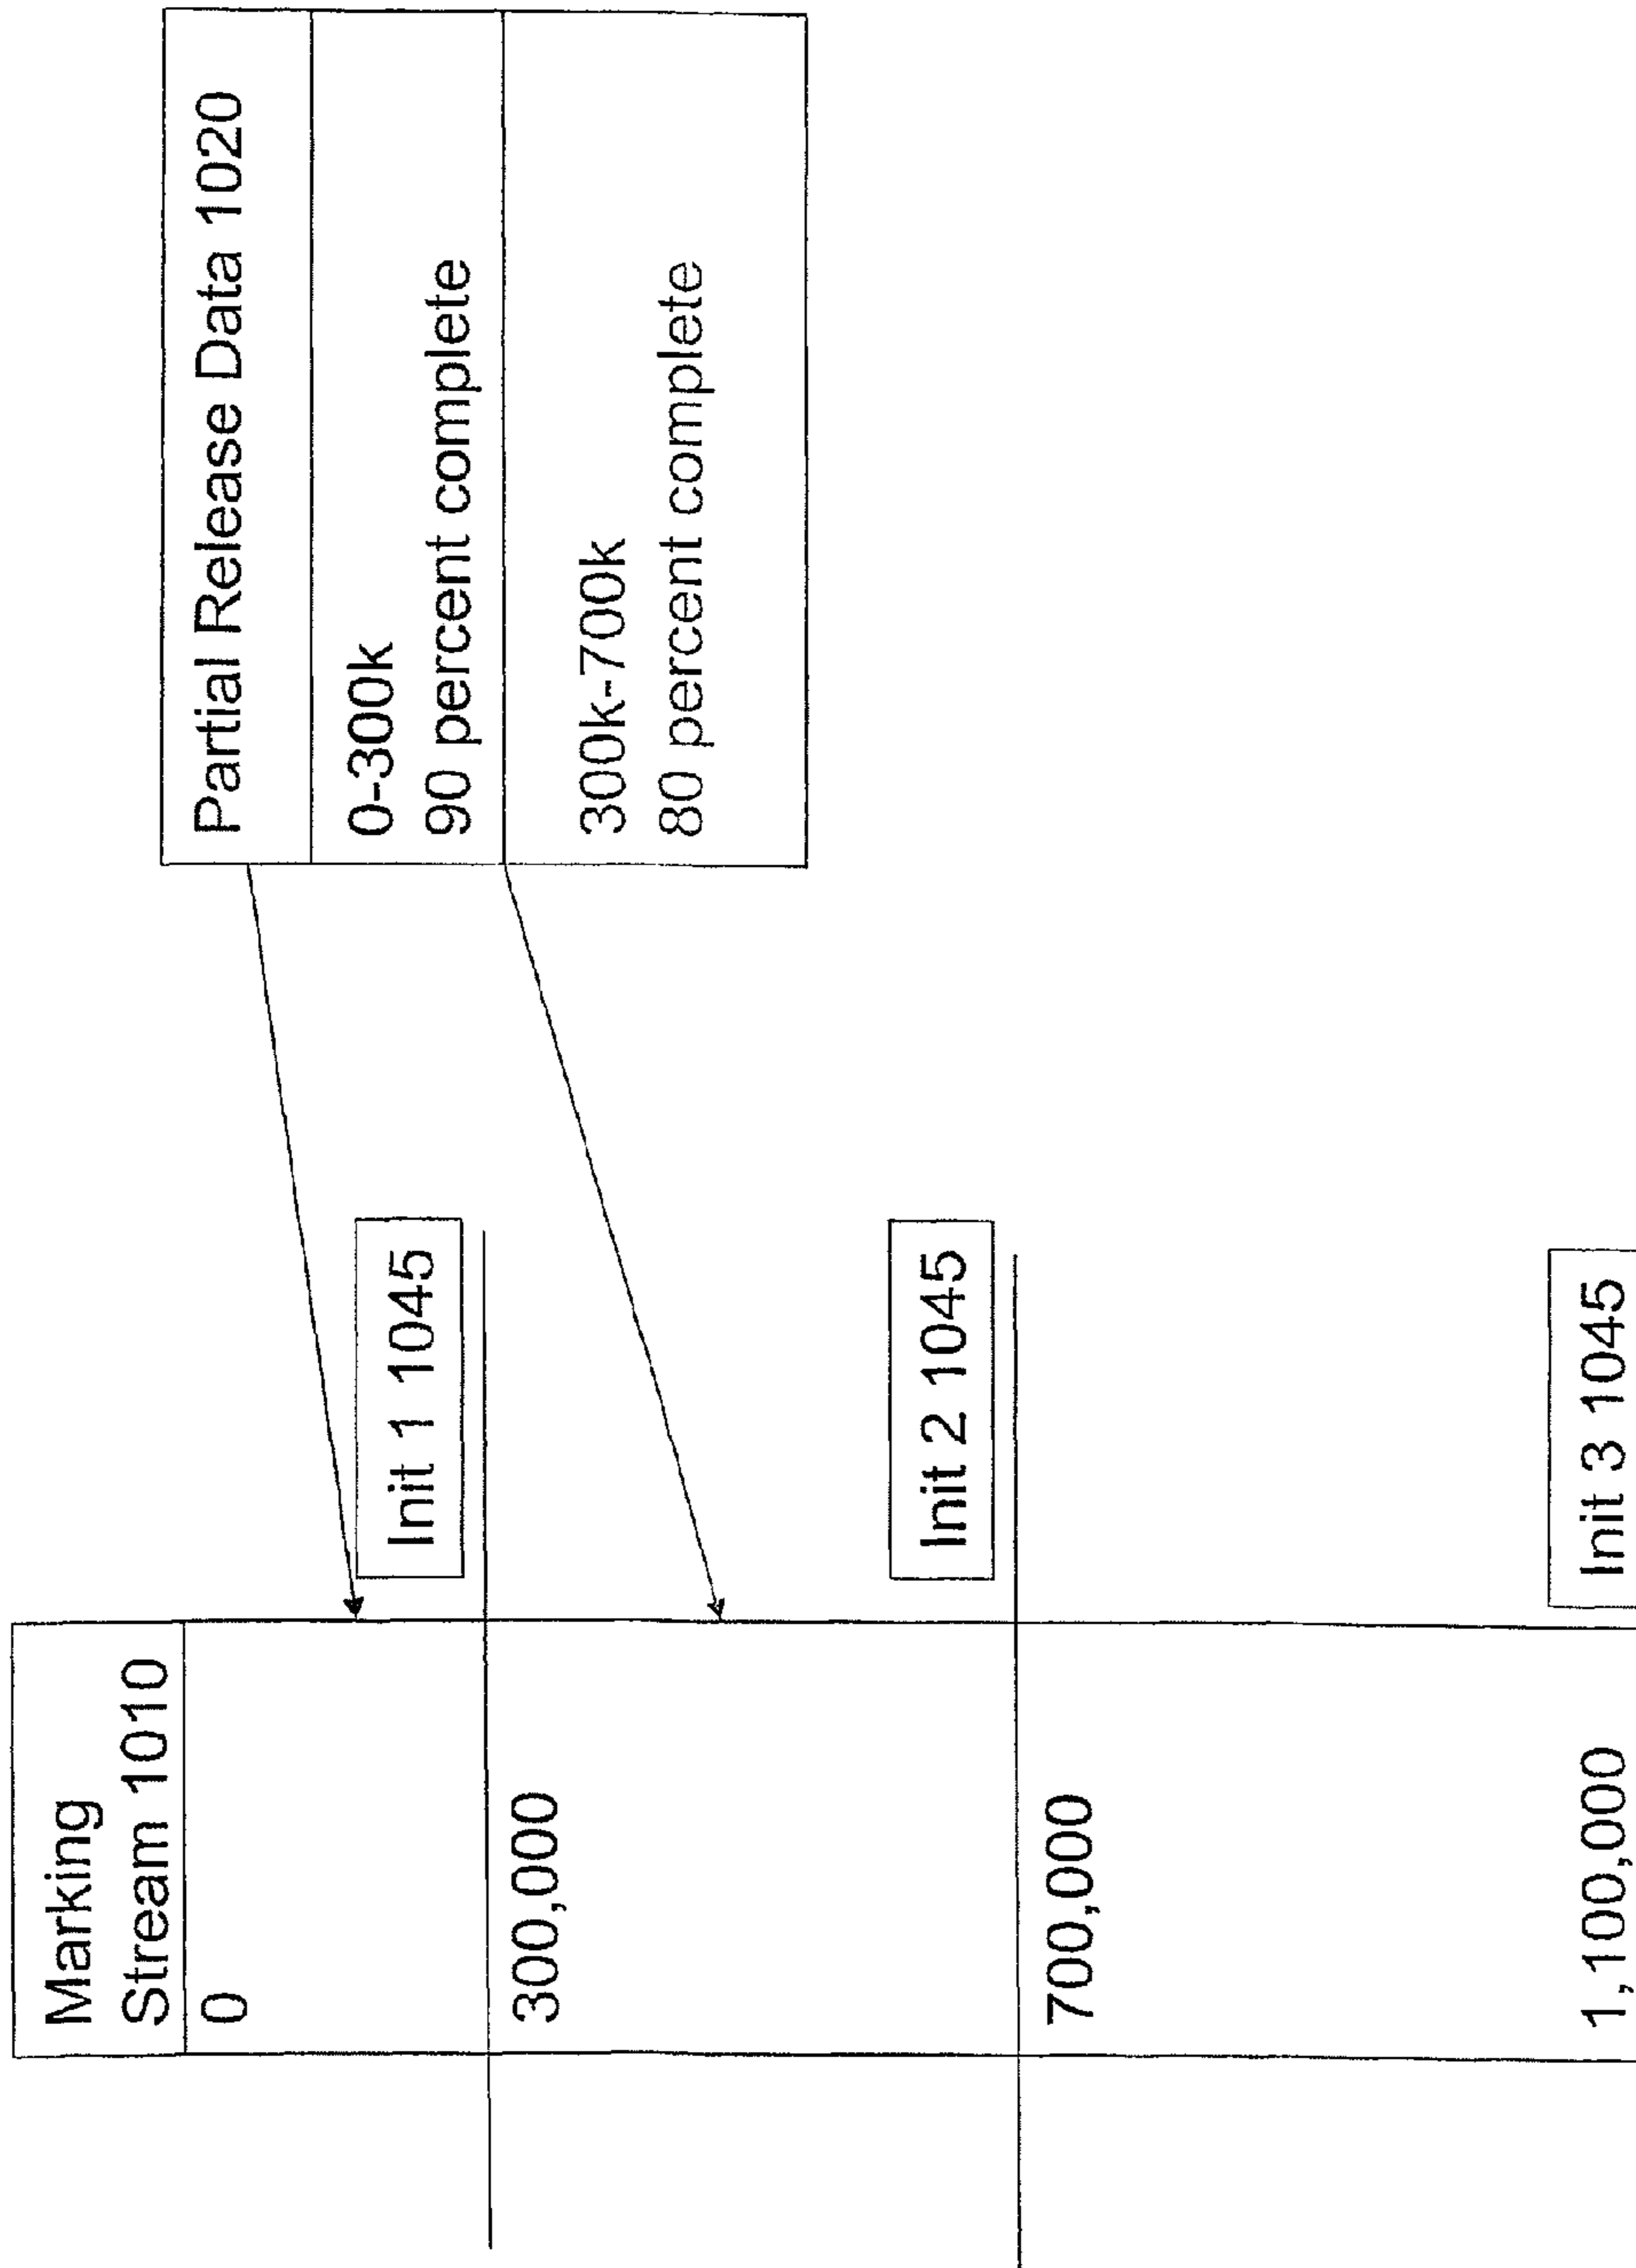 Marking
Stream 1010
0
300,000
700,000
1,100,000
Init 1 1045
Init 2 1045
Init 3 1045
Partial Release Data 1020
0-300k
90 percent complete
300k-700k
80 percent complete